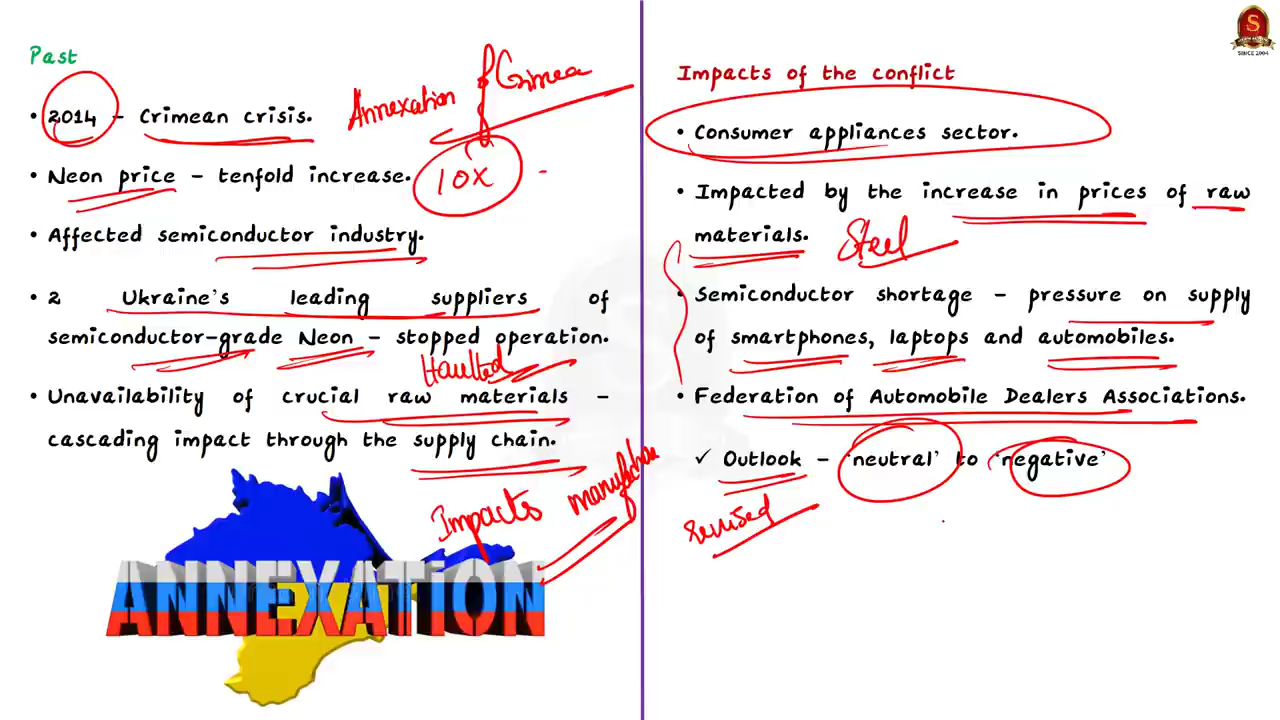 Past
• 2014 – Crimean crisis.
Annexation of Crimea
• Neon price – tenfold increase.
10X
• Affected semiconductor industry.
• 2 Ukraine's leading suppliers of
semiconductor-grade Neon – stopped operation.
Haulted
• Unavailability of crucial raw materials –
cascading impact through the supply chain.
Impacts manufacture
ANNEXATiON
Impacts of the conflict
• Consumer appliances sector.
• Impacted by the increase in prices of raw
materials.
Steel
• Semiconductor shortage – pressure on supply
of smartphones, laptops and automobiles.
• Federation of Automobile Dealers Associations.
✓ Outlook – 'neutral' to 'negative'
revised
S
SINCE 2004